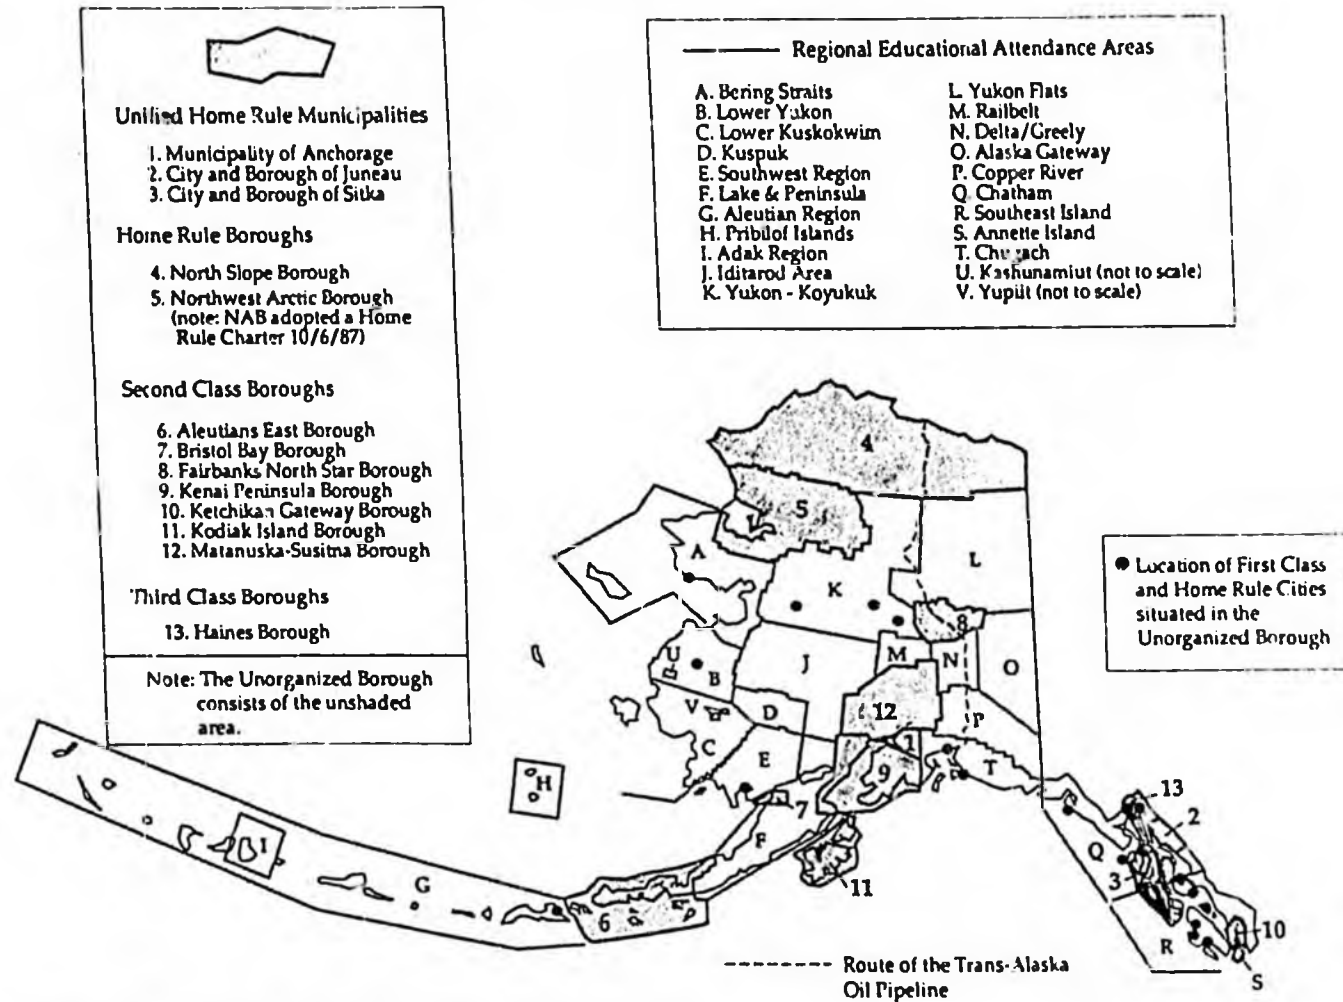 Unified Home Rule Municipalities
1. Municipality of Anchorage
2. City and Borough of Juneau
3. City and Borough of Sitka
Home Rule Boroughs
4. North Slope Borough
5. Northwest Arctic Borough
(note: NAB adopted a Home
Rule Charter 10/6/87)
Second Class Boroughs
6. Aleutians East Borough
7. Bristol Bay Borough
8. Fairbanks North Star Borough
9. Kenai Peninsula Borough
10. Ketchikan Gateway Borough
11. Kodiak Island Borough
12. Matanuska-Susitna Borough
Third Class Boroughs
13. Haines Borough
Note: The Unorganized Borough
consists of the unshaded
area.
Regional Educational Attendance Areas
A. Bering Straits
B. Lower Yukon
C. Lower Kuskokwim
D. Kuspuk
E. Southwest Region
F. Lake & Peninsula
G. Aleutian Region
H. Pribilof Islands
I. Adak Region
J. Iditarod Area
K. Yukon - Koyukuk
L. Yukon Flats
M. Railbelt
N. Delta/Greely
O. Alaska Gateway
P. Copper River
Q. Chatham
R. Southeast Island
S. Annette Island
T. Chugach
U. Kashunamiut (not to scale)
V. Yupiit (not to scale)
Location of First Class
and Home Rule Cities
situated in the
Unorganized Borough
4
5
A
L
K
8
U
B
J
M
N
O
V
D
12
P
C
E
1
9
T
H
7
13
2
I
F
Q
G
11
3
6
10
R
S
Route of the Trans-Alaska
Oil Pipeline